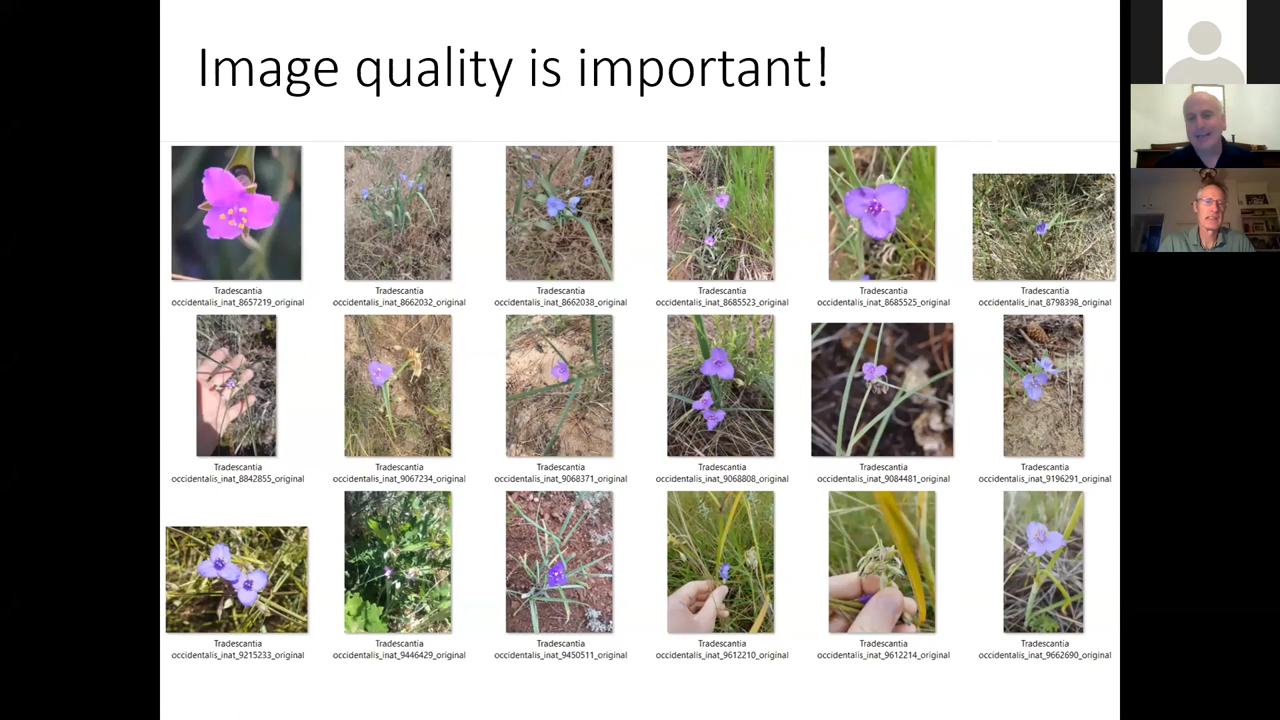 Image quality is important!
Tradescantia
occidentalis_inat_8657219_original
Tradescantia
occidentalis_inat_8662032_original
Tradescantia
occidentalis_inat_8662038_original
Tradescantia
occidentalis_inat_8685523_original
Tradescantia
occidentalis_inat_8685525_original
Tradescantia
occidentalis_inat_8798398_original
Tradescantia
occidentalis_inat_8842855_original
Tradescantia
occidentalis_inat_9067234_original
Tradescantia
occidentalis_inat_9068371_original
Tradescantia
occidentalis_inat_9068808_original
Tradescantia
occidentalis_inat_9084481_original
Tradescantia
occidentalis_inat_9196291_original
Tradescantia
occidentalis_inat_9215233_original
Tradescantia
occidentalis_inat_9446429_original
Tradescantia
occidentalis_inat_9450511_original
Tradescantia
occidentalis_inat_9612210_original
Tradescantia
occidentalis_inat_9612214_original
Tradescantia
occidentalis_inat_9662690_original